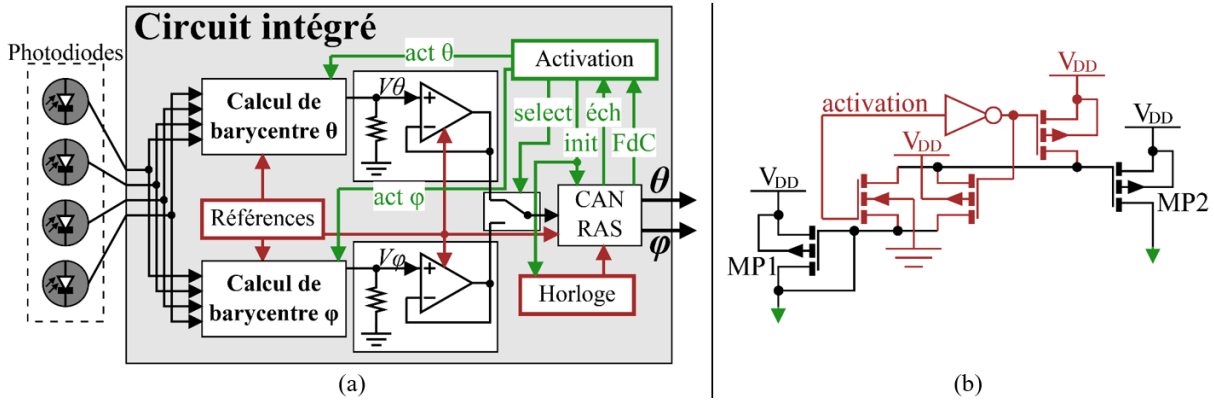 Circuit intégré
Photodiodes
act θ
Activation
Vθ
Calcul de
barycentre θ
select
init
éch
FdC
act φ
Références
CAN
RAS
θ
φ
Vφ
Calcul de
barycentre φ
Horloge
(a)
VDD
activation
VDD
VDD
VDD
MP2
MP1
(b)